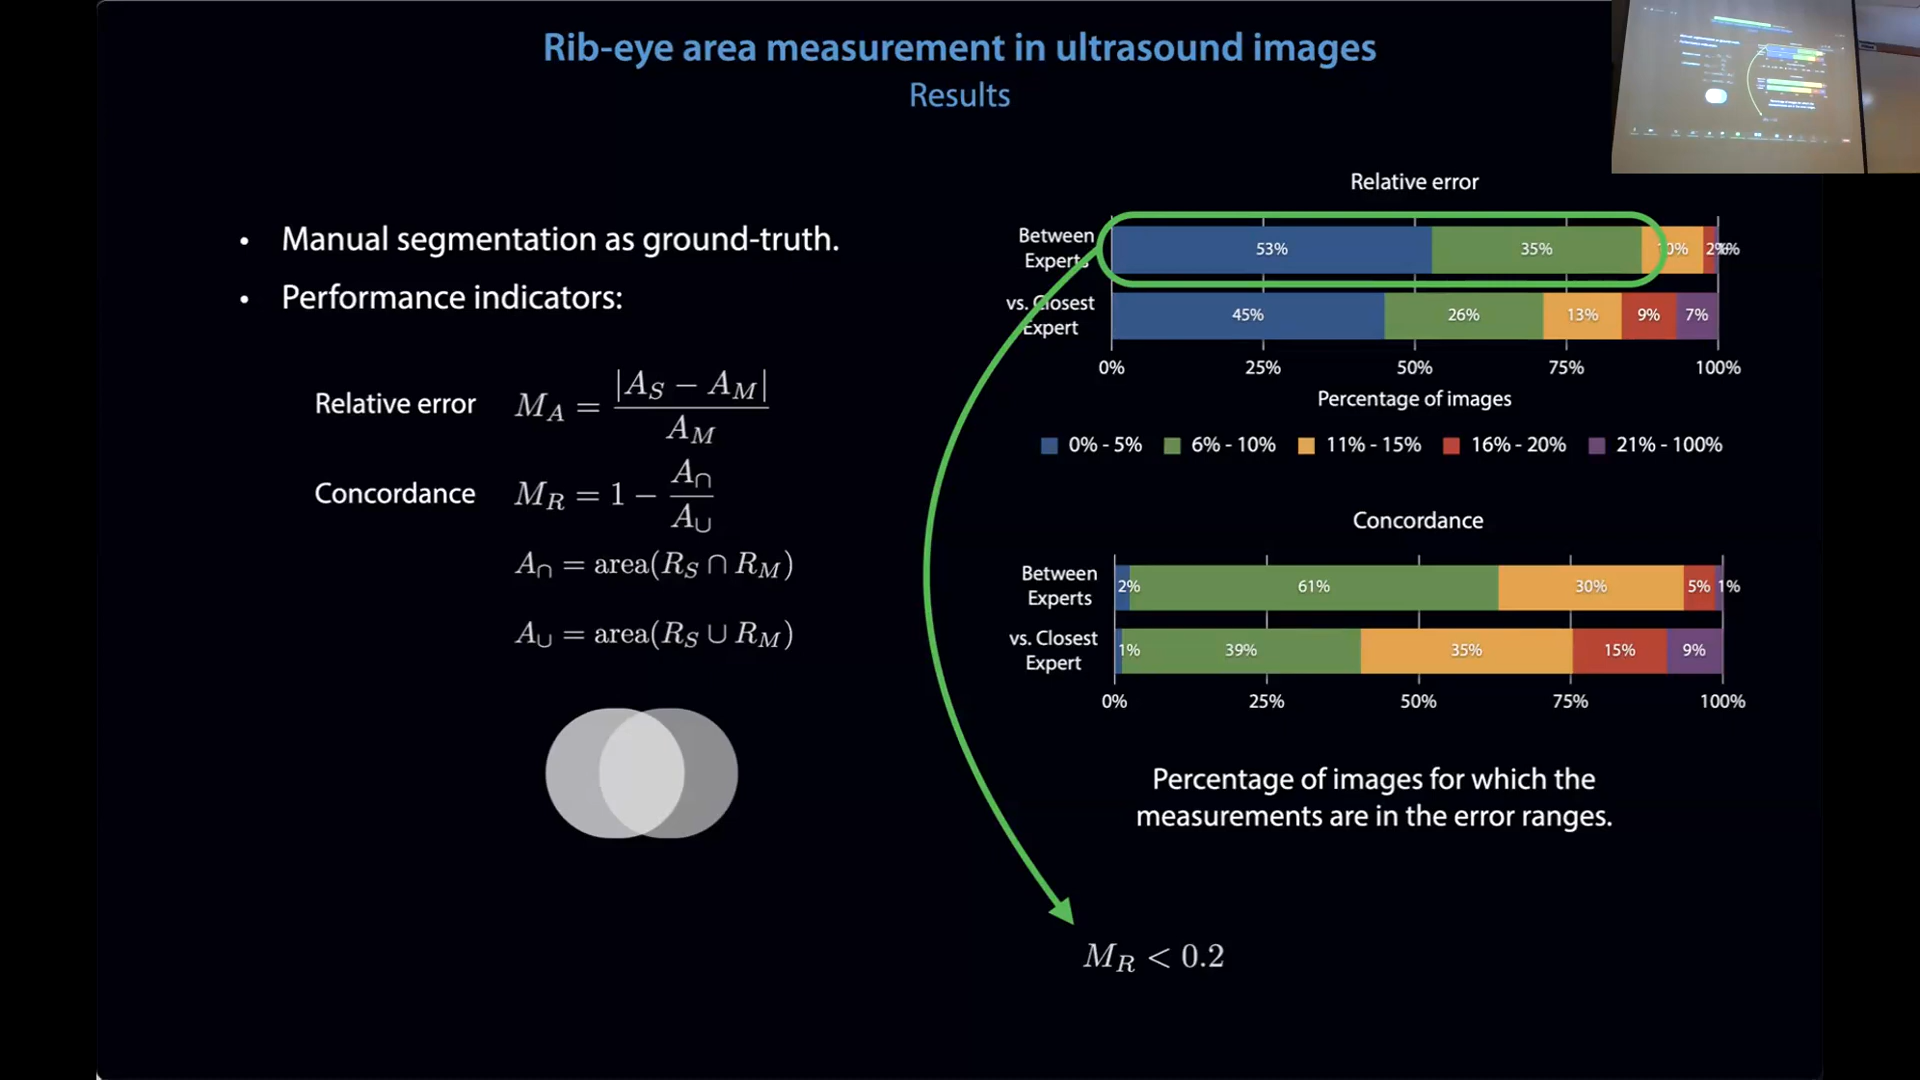 Rib-eye area measurement in ultrasound images
Results
• Manual segmentation as ground-truth.
• Performance indicators:
Relative error M_A = |A_S − A_M| / A_M
Concordance M_R = 1 − A_∩ / A_∪
A_∩ = area(R_S ∩ R_M)
A_∪ = area(R_S ∪ R_M)
Relative error
Between
Experts
53% 35% 10% 2%
vs. Closest
Expert
45% 26% 13% 9% 7%
0% 25% 50% 75% 100%
Percentage of images
0% - 5% 6% - 10% 11% - 15% 16% - 20% 21% - 100%
Concordance
Between
Experts
2% 61% 30% 5% 1%
vs. Closest
Expert
1% 39% 35% 15% 9%
0% 25% 50% 75% 100%
Percentage of images for which the
measurements are in the error ranges.
M_R < 0.2